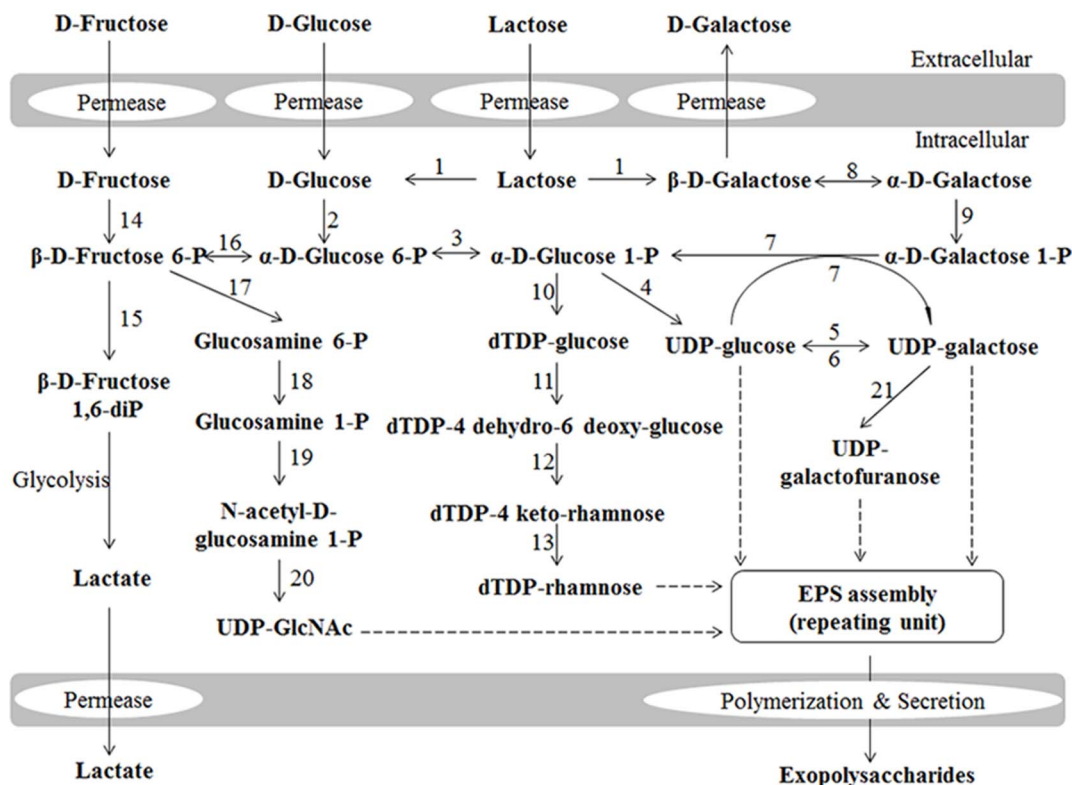 D-Fructose D-Glucose Lactose D-Galactose
Extracellular
Permease Permease Permease Permease
Intracellular
D-Fructose D-Glucose 1 Lactose 1 β-D-Galactose 8 α-D-Galactose
14 2 9
β-D-Fructose 6-P 16 α-D-Glucose 6-P 3 α-D-Glucose 1-P 7 α-D-Galactose 1-P
7
17 10 4
15
Glucosamine 6-P dTDP-glucose UDP-glucose 5 UDP-galactose
6
18 11 21
β-D-Fructose
1,6-diP
Glucosamine 1-P dTDP-4 dehydro-6 deoxy-glucose
UDP-
galactofuranose
Glycolysis 19 12
N-acetyl-D-
glucosamine 1-P
dTDP-4 keto-rhamnose
13
Lactate 20 dTDP-rhamnose
EPS assembly
(repeating unit)
UDP-GlcNAc
Permease Polymerization & Secretion
Lactate Exopolysaccharides